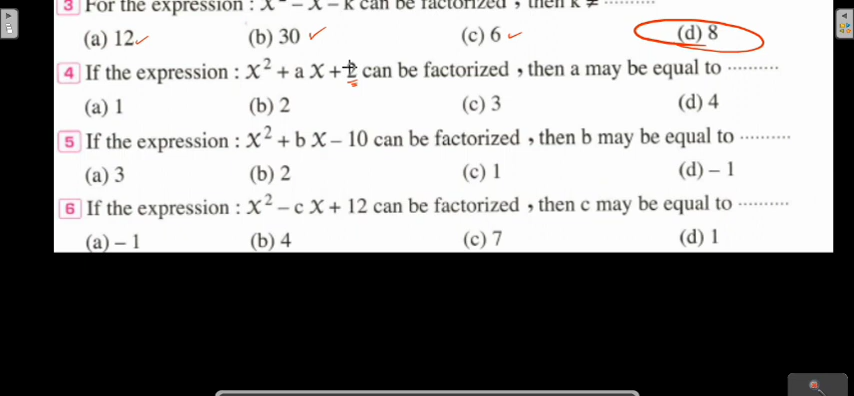 3 For the expression : X² – X – k can be factorized , then k ≠ ··········
(a) 12 (b) 30 (c) 6 (d) 8
4 If the expression : X² + a X + 2 can be factorized , then a may be equal to ··········
(a) 1 (b) 2 (c) 3 (d) 4
5 If the expression : X² + b X – 10 can be factorized , then b may be equal to ··········
(a) 3 (b) 2 (c) 1 (d) – 1
6 If the expression : X² – c X + 12 can be factorized , then c may be equal to ··········
(a) – 1 (b) 4 (c) 7 (d) 1